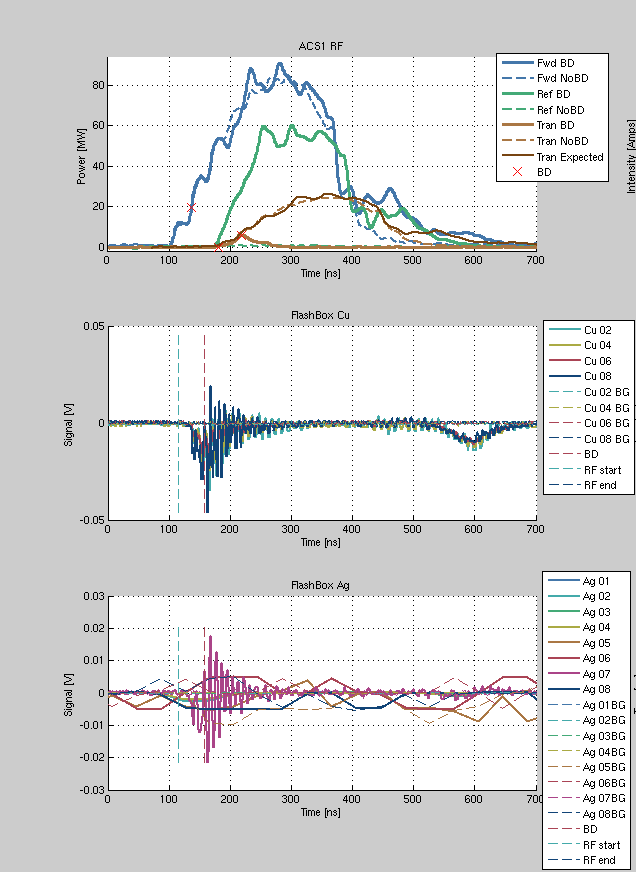 ACS1 RF
Power [MW]
80
60
40
20
0
0 100 200 300 400 500 600 700
Time [ns]
Fwd BD
Fwd NoBD
Ref BD
Ref NoBD
Tran BD
Tran NoBD
Tran Expected
BD
Intensity [Amps]
FlashBox Cu
Signal [V]
0.05
0
-0.05
0 100 200 300 400 500 600 700
Time [ns]
Cu 02
Cu 04
Cu 06
Cu 08
Cu 02 BG
Cu 04 BG
Cu 06 BG
Cu 08 BG
BD
RF start
RF end
FlashBox Ag
Signal [V]
0.03
0.02
0.01
0
-0.01
-0.02
-0.03
0 100 200 300 400 500 600 700
Time [ns]
Ag 01
Ag 02
Ag 03
Ag 04
Ag 05
Ag 06
Ag 07
Ag 08
Ag 01BG
Ag 02BG
Ag 03BG
Ag 04BG
Ag 05BG
Ag 06BG
Ag 07BG
Ag 08BG
BD
RF start
RF end